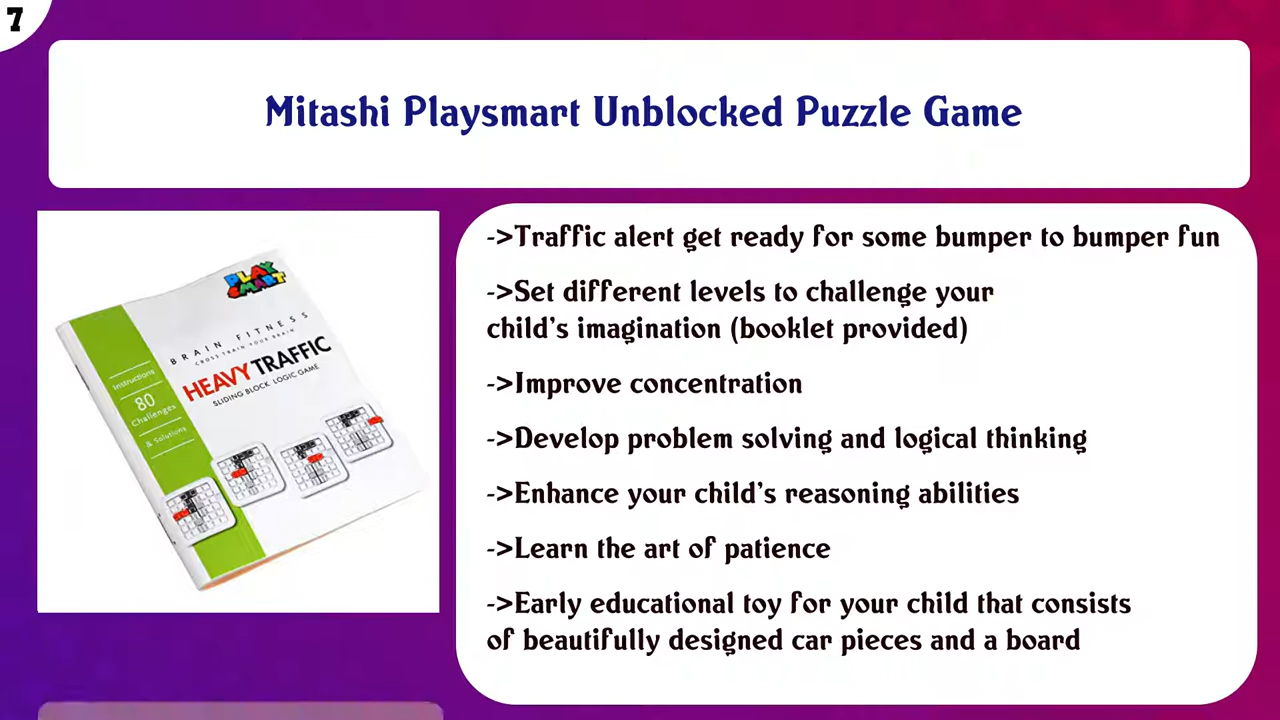 7
Mitashi Playsmart Unblocked Puzzle Game
PLAY
SMART
BRAIN FITNESS
CROSS TRAIN YOUR BRAIN
HEAVY TRAFFIC
SLIDING BLOCK LOGIC GAME
Instructions
80
Challenges
& Solutions
->Traffic alert get ready for some bumper to bumper fun
->Set different levels to challenge your
child's imagination (booklet provided)
->Improve concentration
->Develop problem solving and logical thinking
->Enhance your child's reasoning abilities
->Learn the art of patience
->Early educational toy for your child that consists
of beautifully designed car pieces and a board